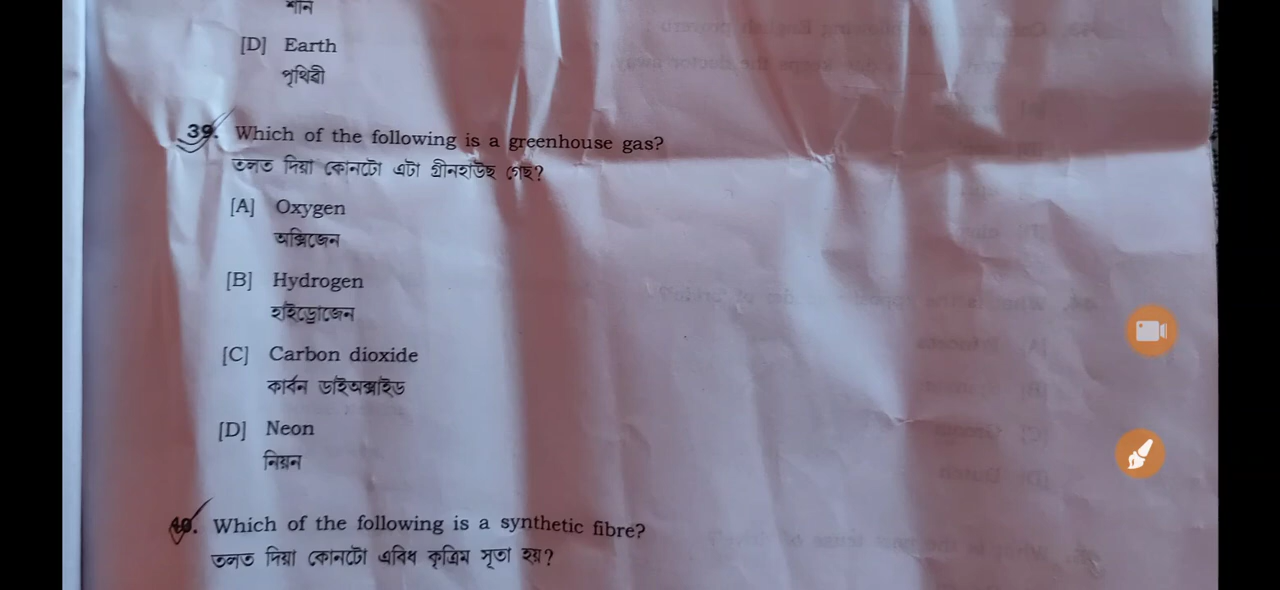 [D] Earth
পৃথিৱী
39. Which of the following is a greenhouse gas?
তলত দিয়া কোনটো এটা গ্ৰীনহাউছ গেছ?
[A] Oxygen
অক্সিজেন
[B] Hydrogen
হাইড্ৰোজেন
[C] Carbon dioxide
কাৰ্বন ডাইঅক্সাইড
[D] Neon
নিয়ন
40. Which of the following is a synthetic fibre?
তলত দিয়া কোনটো এবিধ কৃত্ৰিম সূতা হয়?